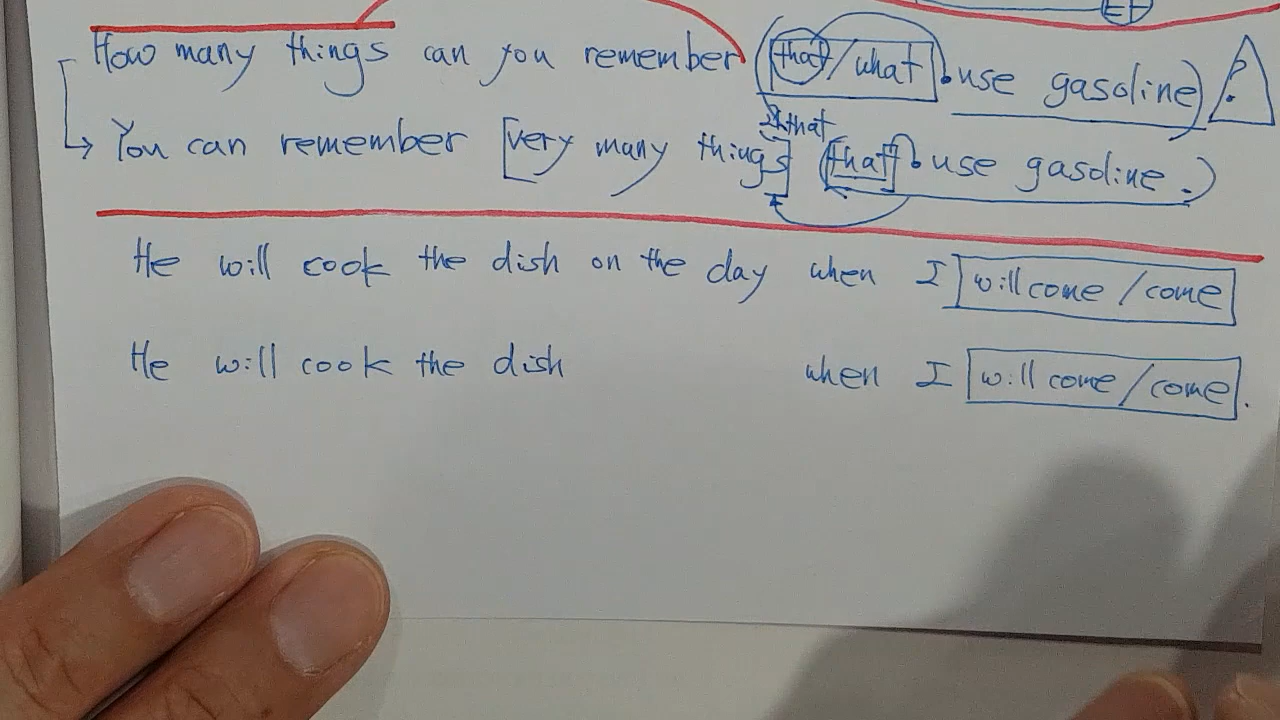 How many things can you remember (that/what use gasoline) ?
that
You can remember [very many things] (that use gasoline.)
He will cook the dish on the day when I will come / come
He will cook the dish when I will come / come.